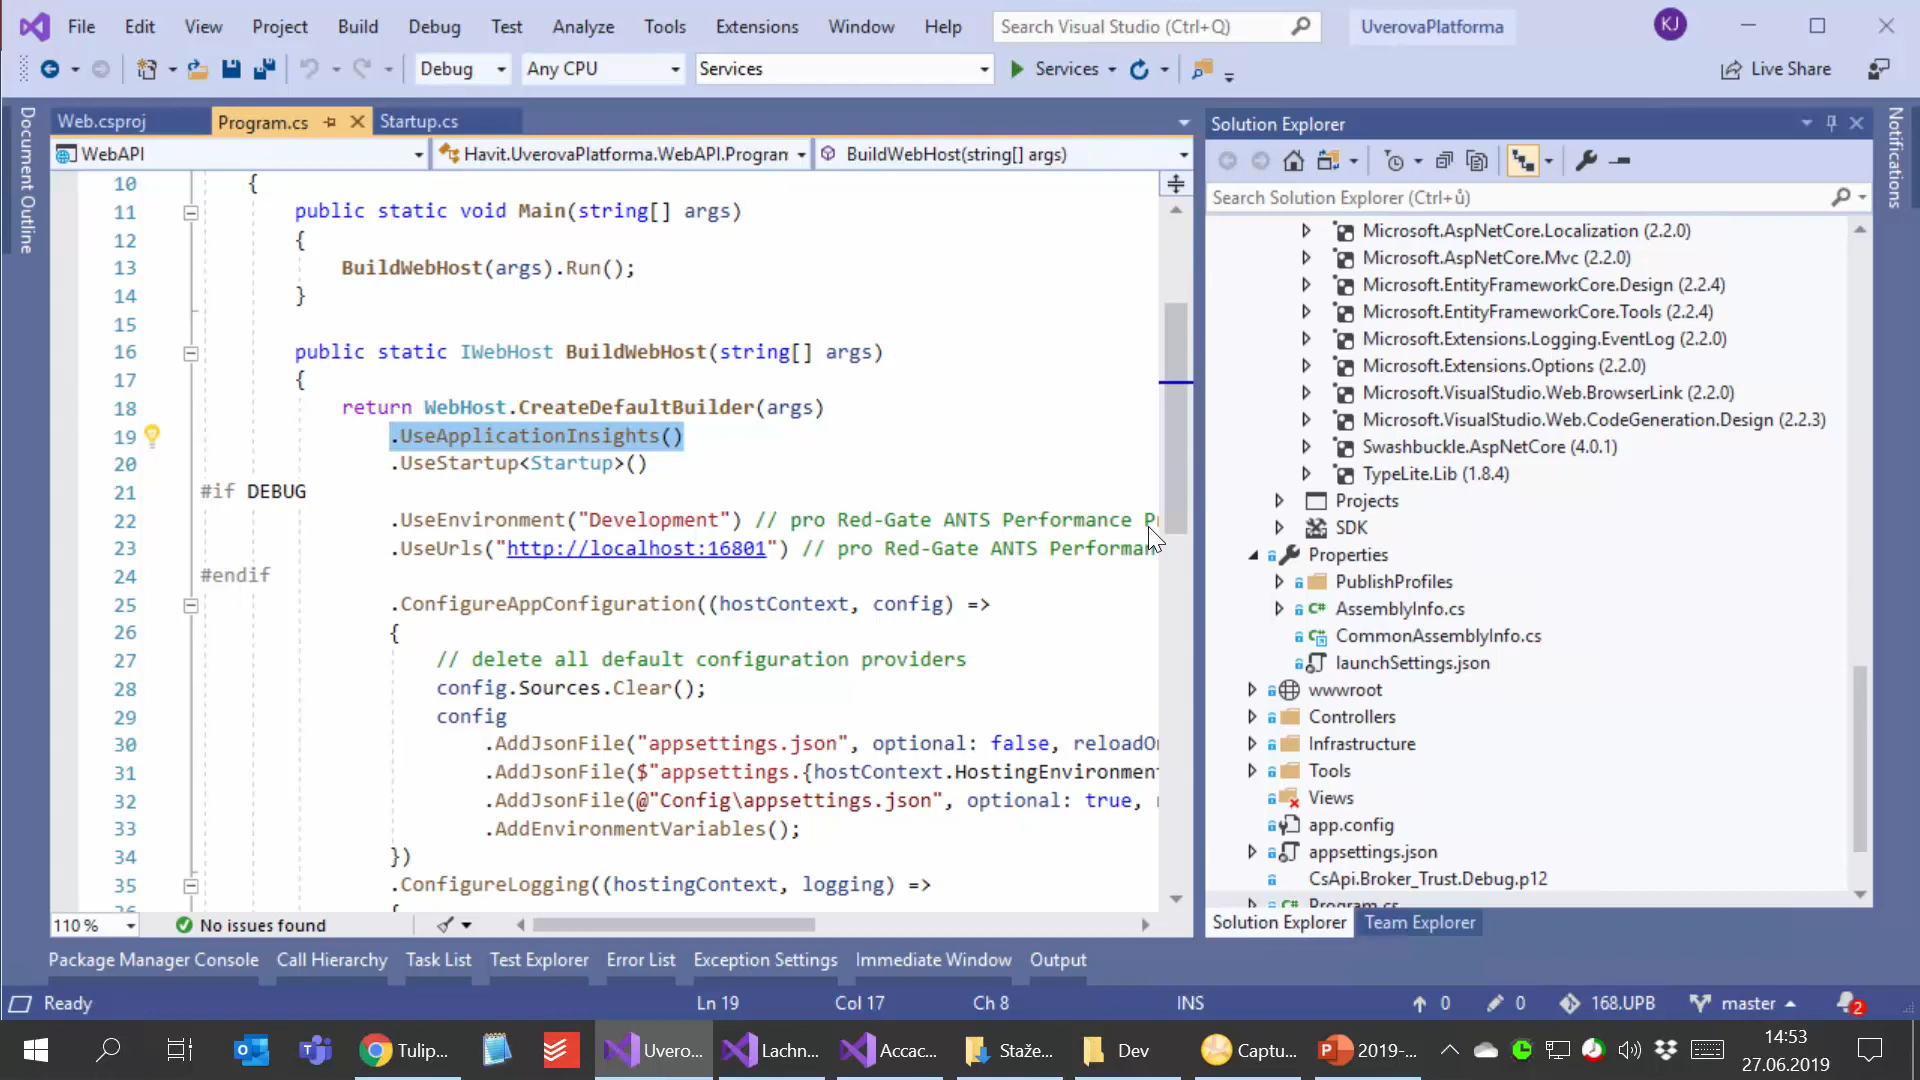 File Edit View Project Build Debug Test Analyze Tools Extensions Window Help Search Visual Studio (Ctrl+Q) UverovaPlatforma KJ
Debug Any CPU Services Services Live Share
Document Outline
Web.csproj Program.cs Startup.cs
WebAPI Havit.UverovaPlatforma.WebAPI.Program BuildWebHost(string[] args)
10 {
11 public static void Main(string[] args)
12 {
13 BuildWebHost(args).Run();
14 }
15
16 public static IWebHost BuildWebHost(string[] args)
17 {
18 return WebHost.CreateDefaultBuilder(args)
19 .UseApplicationInsights()
20 .UseStartup<Startup>()
21 #if DEBUG
22 .UseEnvironment("Development") // pro Red-Gate ANTS Performance
23 .UseUrls("http://localhost:16801") // pro Red-Gate ANTS Performan
24 #endif
25 .ConfigureAppConfiguration((hostContext, config) =>
26 {
27 // delete all default configuration providers
28 config.Sources.Clear();
29 config
30 .AddJsonFile("appsettings.json", optional: false, reloadO
31 .AddJsonFile($"appsettings.{hostContext.HostingEnvironmen
32 .AddJsonFile(@"Config\appsettings.json", optional: true,
33 .AddEnvironmentVariables();
34 })
35 .ConfigureLogging((hostingContext, logging) =>
110 % No issues found
Solution Explorer
Search Solution Explorer (Ctrl+ů)
Microsoft.AspNetCore.Localization (2.2.0)
Microsoft.AspNetCore.Mvc (2.2.0)
Microsoft.EntityFrameworkCore.Design (2.2.4)
Microsoft.EntityFrameworkCore.Tools (2.2.4)
Microsoft.Extensions.Logging.EventLog (2.2.0)
Microsoft.Extensions.Options (2.2.0)
Microsoft.VisualStudio.Web.BrowserLink (2.2.0)
Microsoft.VisualStudio.Web.CodeGeneration.Design (2.2.3)
Swashbuckle.AspNetCore (4.0.1)
TypeLite.Lib (1.8.4)
Projects
SDK
Properties
PublishProfiles
AssemblyInfo.cs
CommonAssemblyInfo.cs
launchSettings.json
wwwroot
Controllers
Infrastructure
Tools
Views
app.config
appsettings.json
CsApi.Broker_Trust.Debug.p12
Program.cs
Solution Explorer Team Explorer
Notifications
Package Manager Console Call Hierarchy Task List Test Explorer Error List Exception Settings Immediate Window Output
Ready Ln 19 Col 17 Ch 8 INS 0 0 168.UPB master 2
Tulip... Uvero... Lachn... Accac... Staže... Dev Captu... 2019-... 14:53
27.06.2019